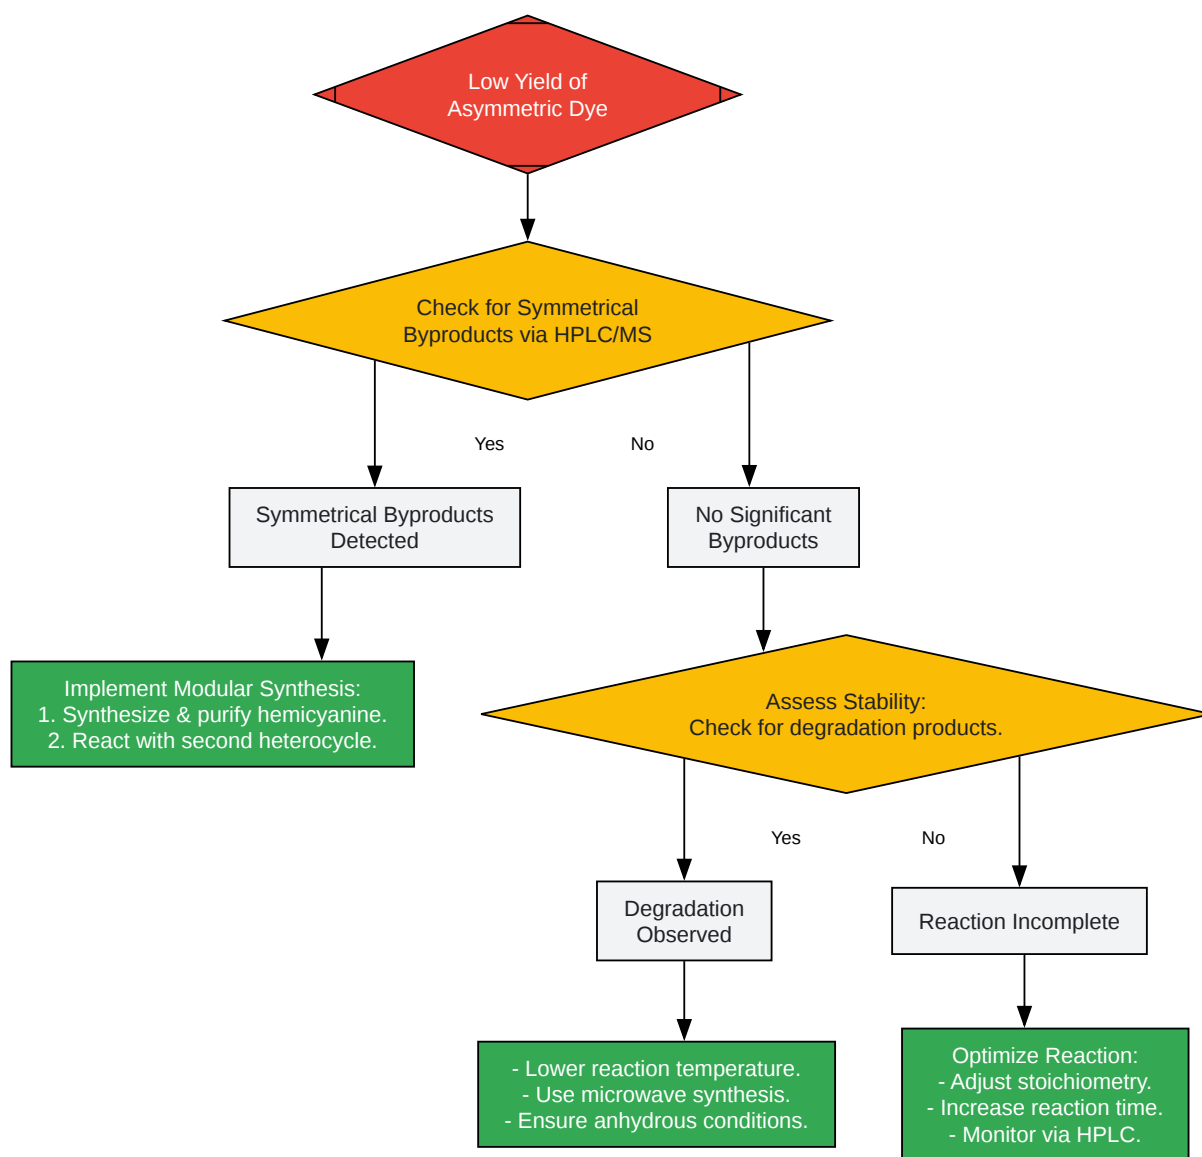 Low Yield of
Asymmetric Dye
Check for Symmetrical
Byproducts via HPLC/MS
Yes
No
Symmetrical Byproducts
Detected
No Significant
Byproducts
Implement Modular Synthesis:
1. Synthesize & purify hemicyanine.
2. React with second heterocycle.
Assess Stability:
Check for degradation products.
Yes
No
Degradation
Observed
Reaction Incomplete
- Lower reaction temperature.
- Use microwave synthesis.
- Ensure anhydrous conditions.
Optimize Reaction:
- Adjust stoichiometry.
- Increase reaction time.
- Monitor via HPLC.